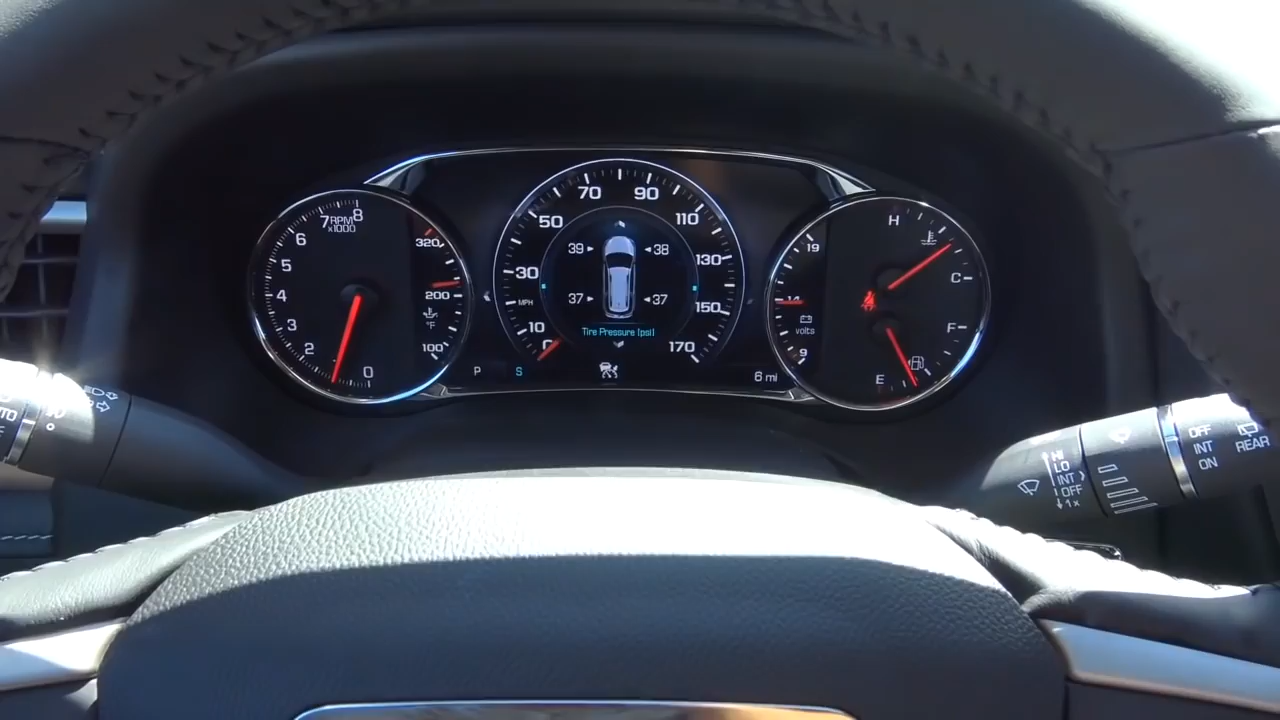 7 RPM 8
x1000
6
5
4
3
2
0
320
200
°F
100
70 90
50 110
30 130
MPH 150
10 170
0
39 38
37 37
Tire Pressure (psi)
P S
6 mi
19
14
volts
9
H
C
F
E
HI
LO
INT
OFF
1x
OFF
INT
ON
REAR